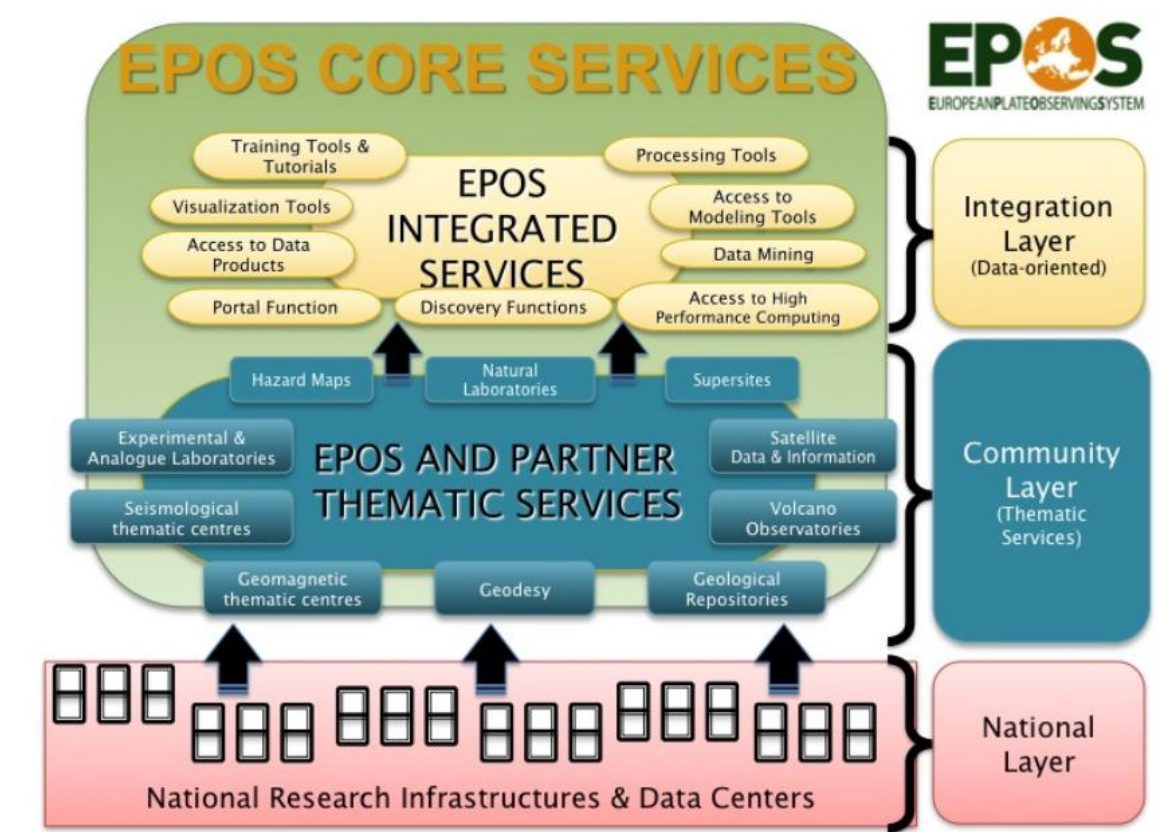 EPOS CORE SERVICES
EPOS
EUROPEANPLATEOBSERVINGSYSTEM
Training Tools &
Tutorials
Processing Tools
EPOS
INTEGRATED
SERVICES
Visualization Tools
Access to
Modeling Tools
Access to Data
Products
Data Mining
Portal Function
Discovery Functions
Access to High
Performance Computing
Integration
Layer
(Data-oriented)
Hazard Maps
Natural
Laboratories
Supersites
Experimental &
Analogue Laboratories
EPOS AND PARTNER
THEMATIC SERVICES
Satellite
Data & Information
Seismological
thematic centres
Volcano
Observatories
Geomagnetic
thematic centres
Geodesy
Geological
Repositories
Community
Layer
(Thematic
Services)
National Research Infrastructures & Data Centers
National
Layer